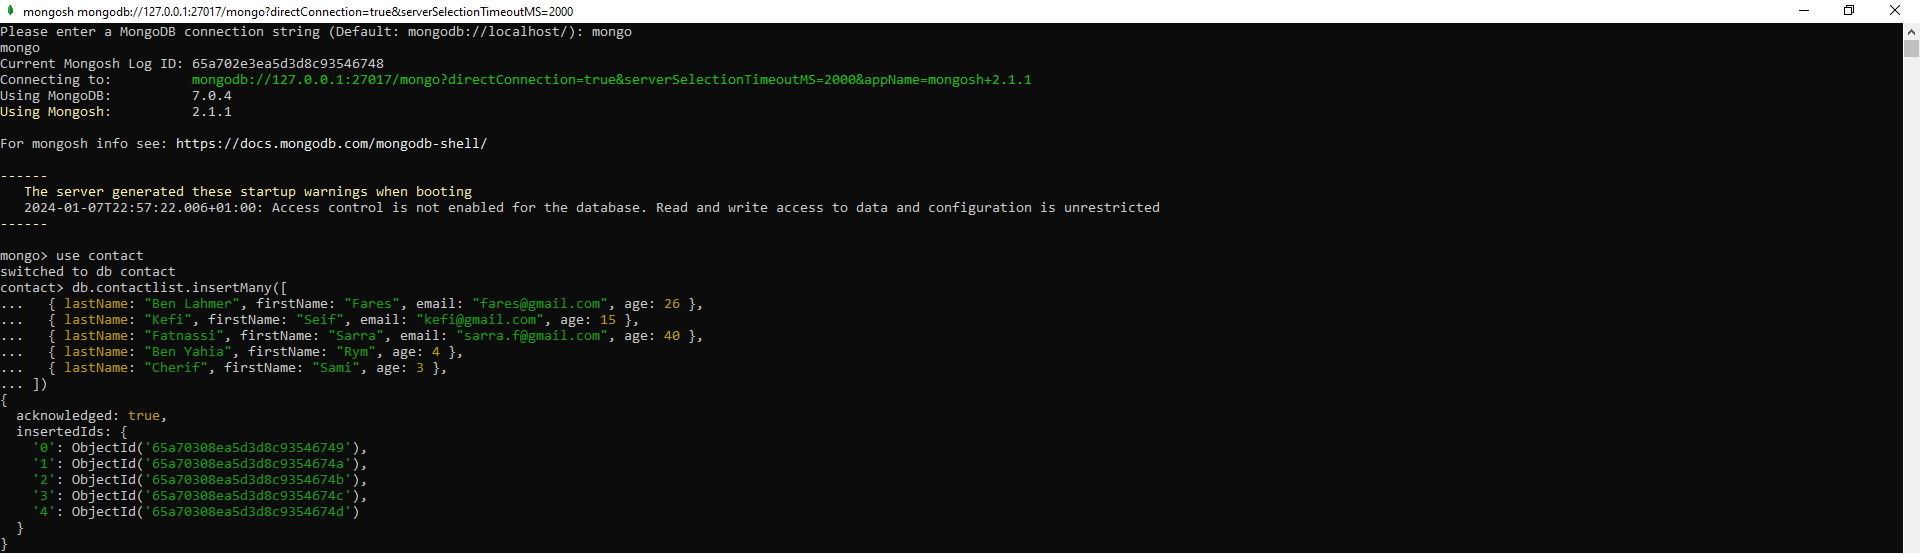 mongosh mongodb://127.0.0.1:27017/mongo?directConnection=true&serverSelectionTimeoutMS=2000
Please enter a MongoDB connection string (Default: mongodb://localhost/): mongo
mongo
Current Mongosh Log ID: 65a702e3ea5d3d8c93546748
Connecting to:          mongodb://127.0.0.1:27017/mongo?directConnection=true&serverSelectionTimeoutMS=2000&appName=mongosh+2.1.1
Using MongoDB:          7.0.4
Using Mongosh:          2.1.1

For mongosh info see: https://docs.mongodb.com/mongodb-shell/

------
   The server generated these startup warnings when booting
   2024-01-07T22:57:22.006+01:00: Access control is not enabled for the database. Read and write access to data and configuration is unrestricted
------

mongo> use contact
switched to db contact
contact> db.contactlist.insertMany([
...   { lastName: "Ben Lahmer", firstName: "Fares", email: "fares@gmail.com", age: 26 },
...   { lastName: "Kefi", firstName: "Seif", email: "kefi@gmail.com", age: 15 },
...   { lastName: "Fatnassi", firstName: "Sarra", email: "sarra.f@gmail.com", age: 40 },
...   { lastName: "Ben Yahia", firstName: "Rym", age: 4 },
...   { lastName: "Cherif", firstName: "Sami", age: 3 },
... ])
{
  acknowledged: true,
  insertedIds: {
    '0': ObjectId('65a70308ea5d3d8c93546749'),
    '1': ObjectId('65a70308ea5d3d8c9354674a'),
    '2': ObjectId('65a70308ea5d3d8c9354674b'),
    '3': ObjectId('65a70308ea5d3d8c9354674c'),
    '4': ObjectId('65a70308ea5d3d8c9354674d')
  }
}